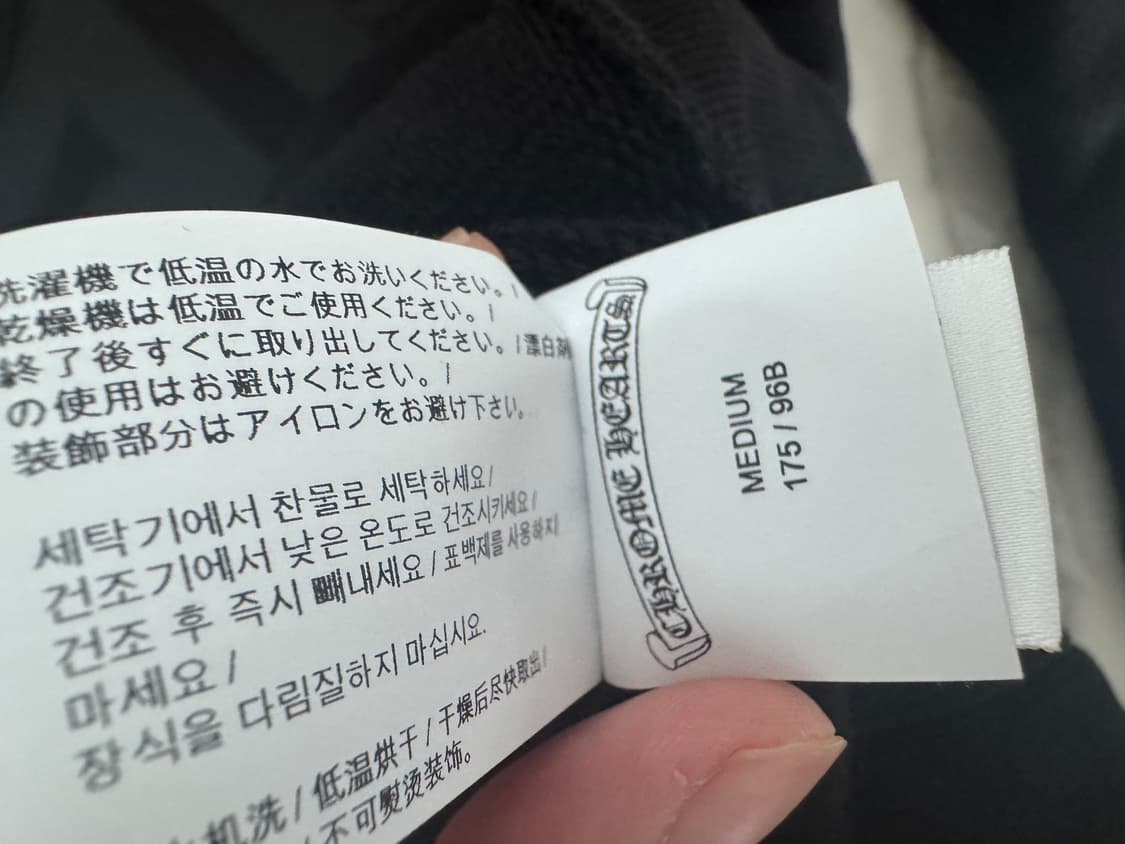 洗濯機で低温の水でお洗いください。/
乾燥機は低温でご使用ください。/
終了後すぐに取り出してください。/漂白剤
の使用はお避けください。/
装飾部分はアイロンをお避け下さい。
세탁기에서 찬물로 세탁하세요/
건조기에서 낮은 온도로 건조시키세요/
건조 후 즉시 빼내세요/표백제를 사용하지
마세요/
장식을 다림질하지 마십시요.
机洗/低温烘干/干燥后尽快取出/
/不可熨烫装饰。
CHROME HEARTS
MEDIUM
175 / 96B